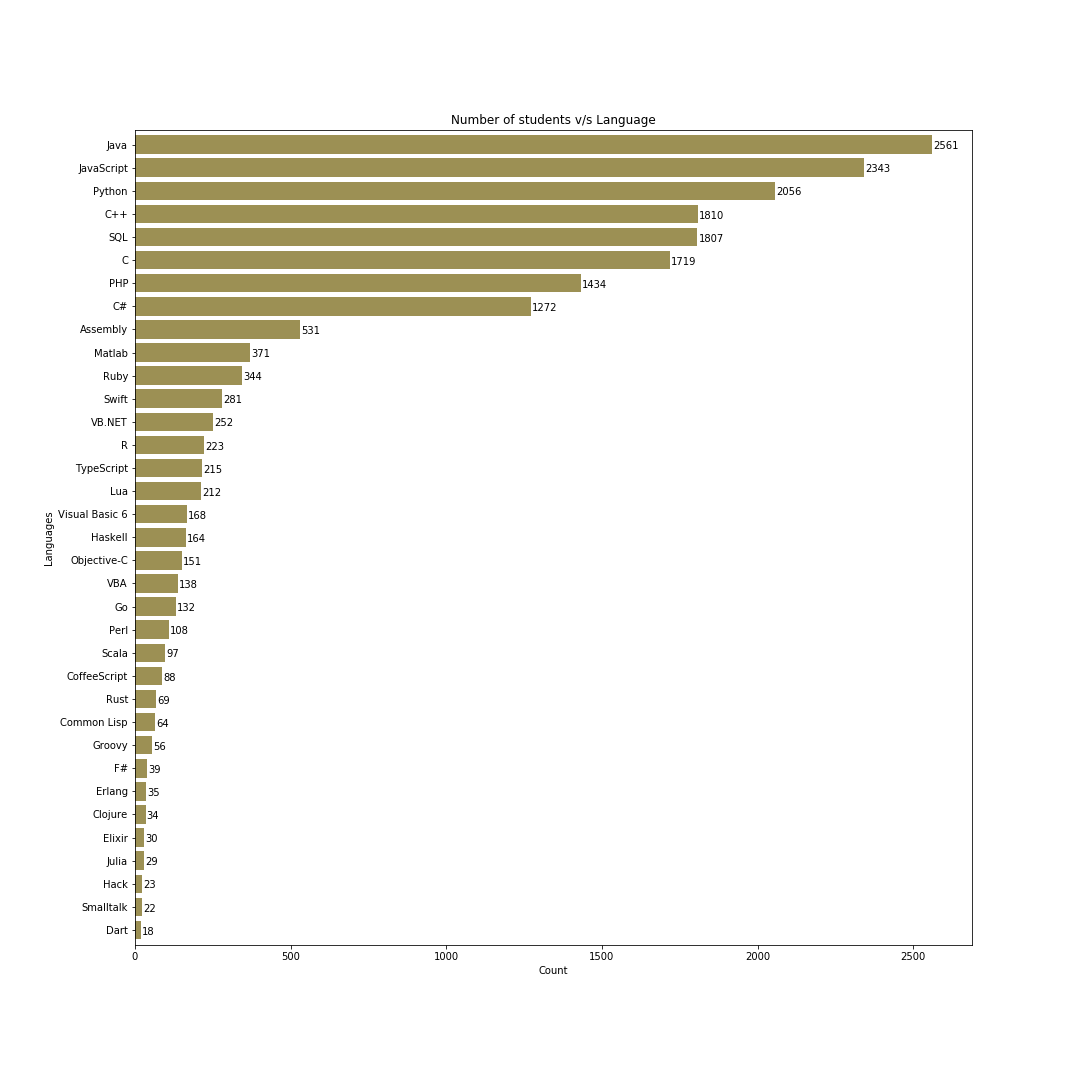 Number of students v/s Language
Java 2561
JavaScript 2343
Python 2056
C++ 1810
SQL 1807
C 1719
PHP 1434
C# 1272
Assembly 531
Matlab 371
Ruby 344
Swift 281
VB.NET 252
R 223
TypeScript 215
Lua 212
Visual Basic 6 168
Haskell 164
Objective-C 151
VBA 138
Go 132
Perl 108
Scala 97
CoffeeScript 88
Rust 69
Common Lisp 64
Groovy 56
F# 39
Erlang 35
Clojure 34
Elixir 30
Julia 29
Hack 23
Smalltalk 22
Dart 18
Languages
0 500 1000 1500 2000 2500
Count